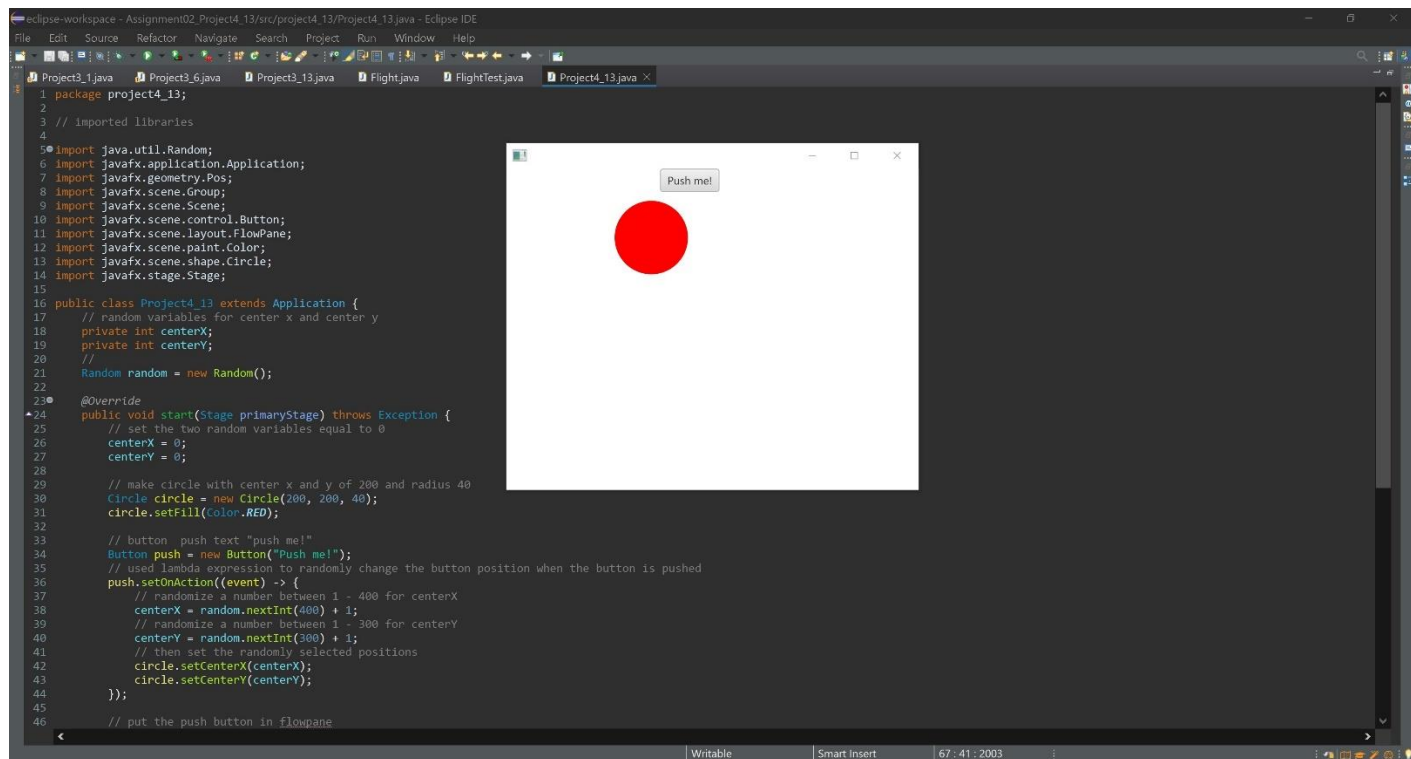 eclipse-workspace - Assignment02_Project4_13/src/project4_13/Project4_13.java - Eclipse IDE
File Edit Source Refactor Navigate Search Project Run Window Help
Project3_1.java Project3_6.java Project3_13.java Flight.java FlightTest.java Project4_13.java
1 package project4_13;
2
3 // imported libraries
4
5 import java.util.Random;
6 import javafx.application.Application;
7 import javafx.geometry.Pos;
8 import javafx.scene.Group;
9 import javafx.scene.Scene;
10 import javafx.scene.control.Button;
11 import javafx.scene.layout.FlowPane;
12 import javafx.scene.paint.Color;
13 import javafx.scene.shape.Circle;
14 import javafx.stage.Stage;
15
16 public class Project4_13 extends Application {
17 // random variables for center x and center y
18 private int centerX;
19 private int centerY;
20 //
21 Random random = new Random();
22
23 @Override
24 public void start(Stage primaryStage) throws Exception {
25 // set the two random variables equal to 0
26 centerX = 0;
27 centerY = 0;
28
29 // make circle with center x and y of 200 and radius 40
30 Circle circle = new Circle(200, 200, 40);
31 circle.setFill(Color.RED);
32
33 // button  push text "push me!"
34 Button push = new Button("Push me!");
35 // used lambda expression to randomly change the button position when the button is pushed
36 push.setOnAction((event) -> {
37 // randomize a number between 1 - 400 for centerX
38 centerX = random.nextInt(400) + 1;
39 // randomize a number between 1 - 300 for centerY
40 centerY = random.nextInt(300) + 1;
41 // then set the randomly selected positions
42 circle.setCenterX(centerX);
43 circle.setCenterY(centerY);
44 });
45
46 // put the push button in flowpane
Push me!
Writable Smart Insert 67 : 41 : 2003